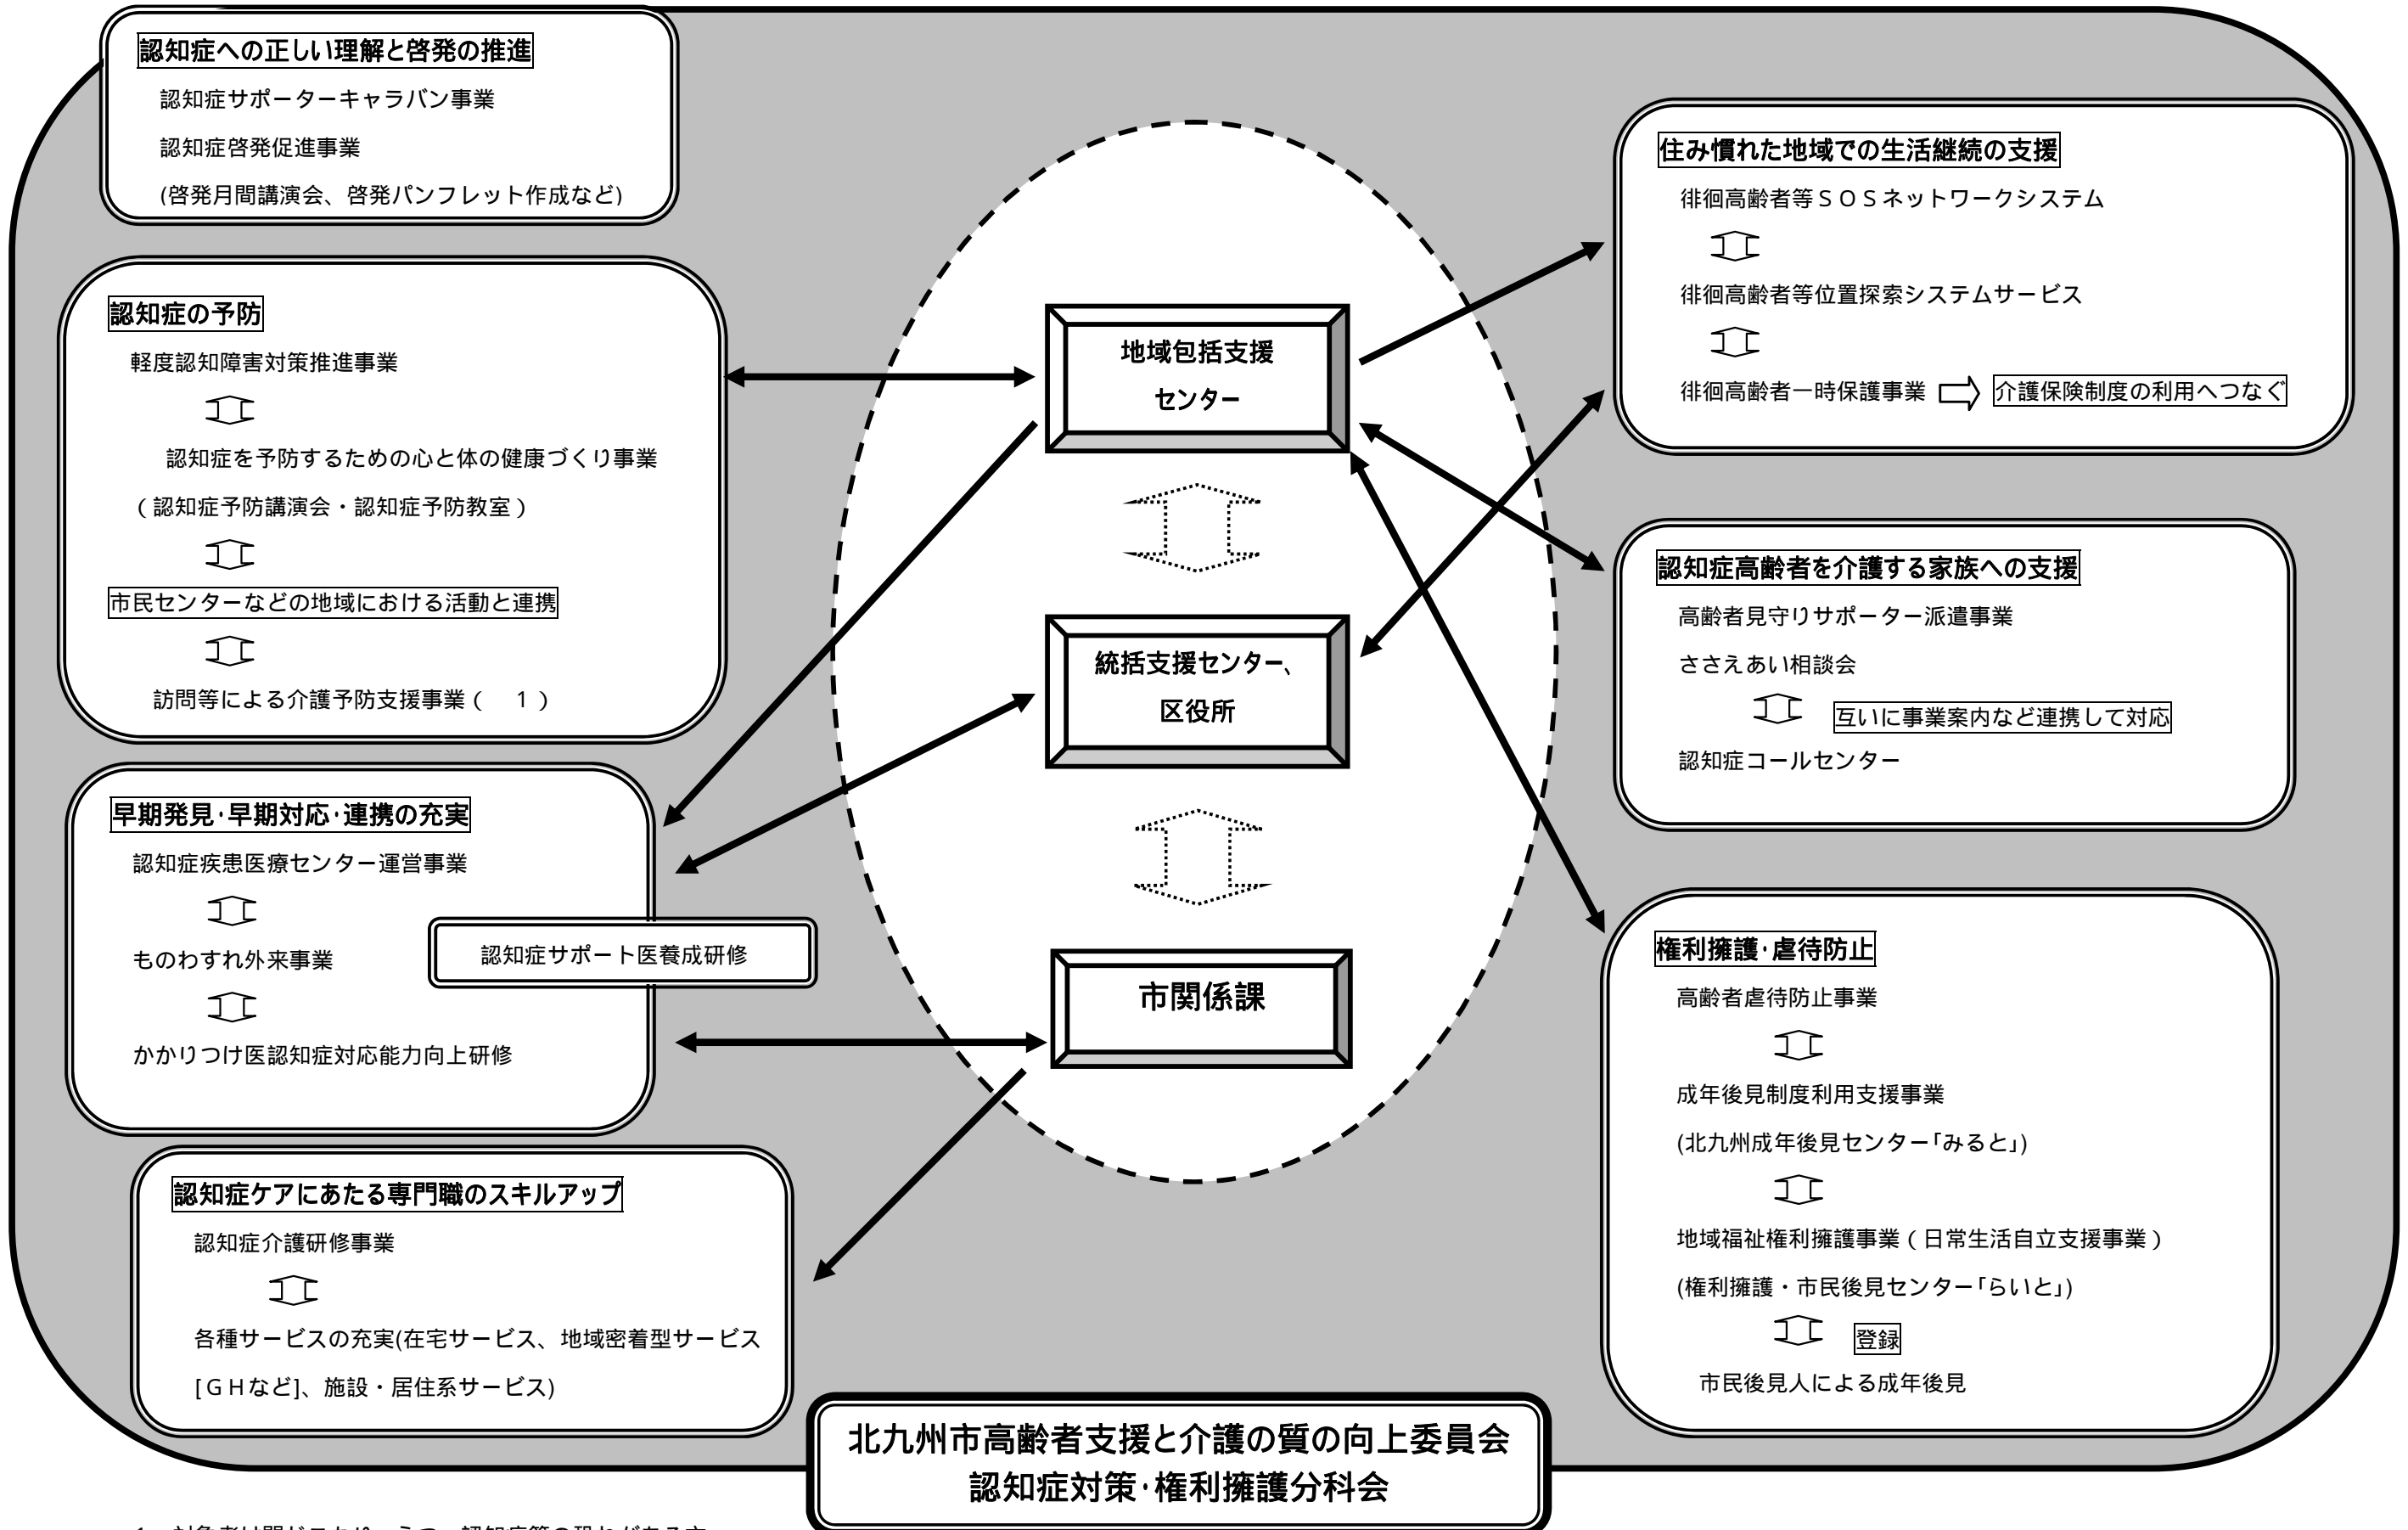 認知症への正しい理解と啓発の推進
認知症サポーターキャラバン事業
認知症啓発促進事業
(啓発月間講演会、啓発パンフレット作成など)
認知症の予防
軽度認知障害対策推進事業
認知症を予防するための心と体の健康づくり事業
（認知症予防講演会・認知症予防教室）
市民センターなどの地域における活動と連携
訪問等による介護予防支援事業（　1）
早期発見・早期対応・連携の充実
認知症疾患医療センター運営事業
ものわすれ外来事業
認知症サポート医養成研修
かかりつけ医認知症対応能力向上研修
認知症ケアにあたる専門職のスキルアップ
認知症介護研修事業
各種サービスの充実(在宅サービス、地域密着型サービス
[ＧＨなど]、施設・居住系サービス)
地域包括支援
センター
統括支援センター、
区役所
市関係課
住み慣れた地域での生活継続の支援
徘徊高齢者等ＳＯＳネットワークシステム
徘徊高齢者等位置探索システムサービス
徘徊高齢者一時保護事業 介護保険制度の利用へつなぐ
認知症高齢者を介護する家族への支援
高齢者見守りサポーター派遣事業
ささえあい相談会
互いに事業案内など連携して対応
認知症コールセンター
権利擁護・虐待防止
高齢者虐待防止事業
成年後見制度利用支援事業
(北九州成年後見センター「みると」)
地域福祉権利擁護事業（日常生活自立支援事業）
(権利擁護・市民後見センター「らいと」)
登録
市民後見人による成年後見
北九州市高齢者支援と介護の質の向上委員会
認知症対策・権利擁護分科会